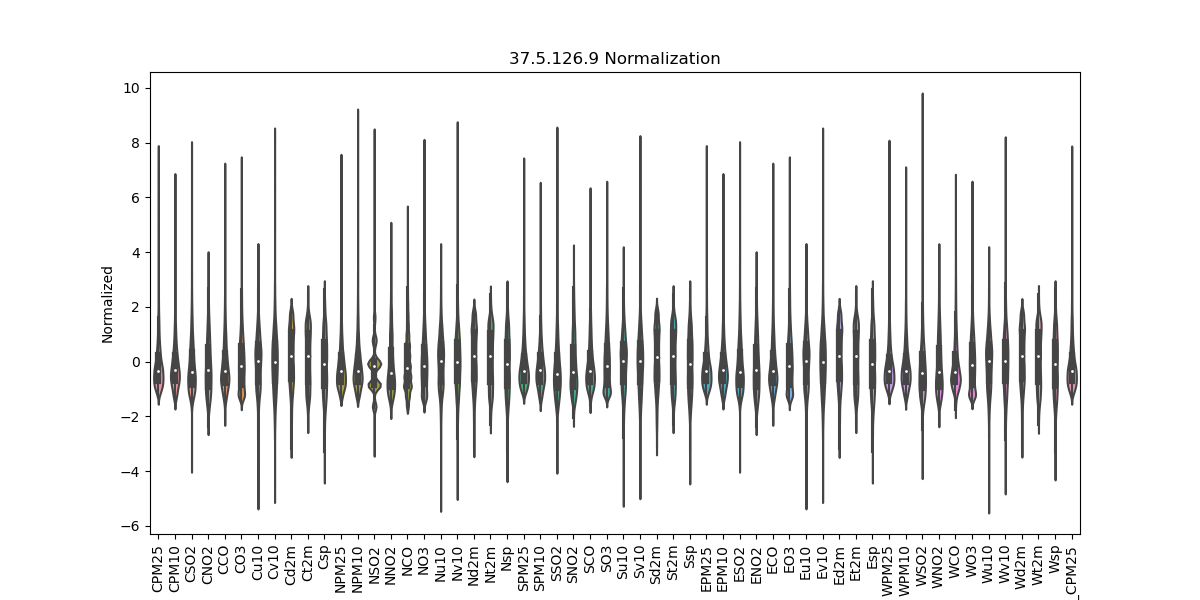 37.5.126.9 Normalization
10
8
6
4
2
0
−2
−4
−6
Normalized
CPM25
CPM10
CSO2
CNO2
CCO
CO3
Cu10
Cv10
Cd2m
Ct2m
Csp
NPM25
NPM10
NSO2
NNO2
NCO
NO3
Nu10
Nv10
Nd2m
Nt2m
Nsp
SPM25
SPM10
SSO2
SNO2
SCO
SO3
Su10
Sv10
Sd2m
St2m
Ssp
EPM25
EPM10
ESO2
ENO2
ECO
EO3
Eu10
Ev10
Ed2m
Et2m
Esp
WPM25
WPM10
WSO2
WNO2
WCO
WO3
Wu10
Wv10
Wd2m
Wt2m
Wsp
_CPM25